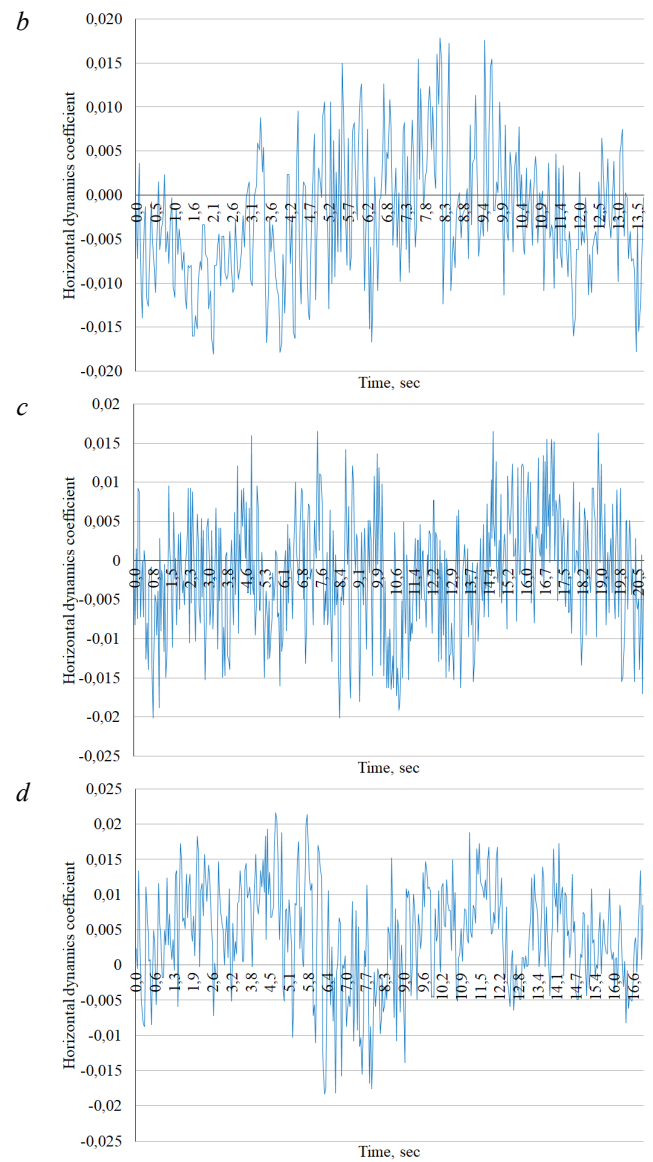 b
Horizontal dynamics coefficient
0,020
0,015
0,010
0,005
0,000
-0,005
-0,010
-0,015
-0,020
0,0 0,5 1,0 1,6 2,1 2,6 3,1 3,6 4,2 4,7 5,2 5,7 6,2 6,8 7,3 7,8 8,3 8,8 9,4 9,9 10,4 10,9 11,4 12,0 12,5 13,0 13,5
Time, sec
c
Horizontal dynamics coefficient
0,02
0,015
0,01
0,005
0
-0,005
-0,01
-0,015
-0,02
-0,025
0,0 0,8 1,5 2,3 3,0 3,8 4,6 5,3 6,1 6,8 7,6 8,4 9,1 9,9 10,6 11,4 12,2 12,9 13,7 14,4 15,2 16,0 16,7 17,5 18,2 19,0 19,8 20,5
Time, sec
d
Horizontal dynamics coefficient
0,025
0,02
0,015
0,01
0,005
0
-0,005
-0,01
-0,015
-0,02
-0,025
0,0 0,6 1,3 1,9 2,6 3,2 3,8 4,5 5,1 5,8 6,4 7,0 7,7 8,3 9,0 9,6 10,2 10,9 11,5 12,2 12,8 13,4 14,1 14,7 15,4 16,0 16,6
Time, sec